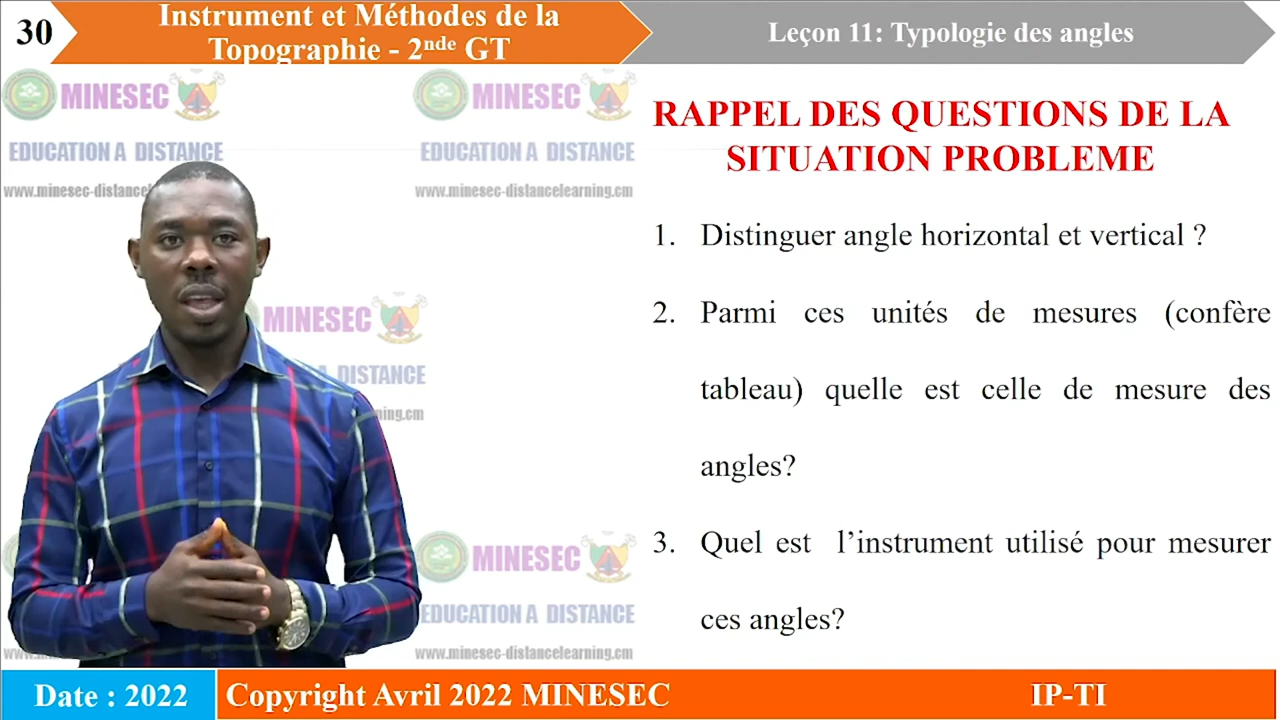 30
Instrument et Méthodes de la
Topographie - 2nde GT
Leçon 11: Typologie des angles
MINESEC
EDUCATION A DISTANCE
www.minesec-distance
MINESEC
EDUCATION A DISTANCE
www.minesec-distancelearning.cm
RAPPEL DES QUESTIONS DE LA
SITUATION PROBLEME
1. Distinguer angle horizontal et vertical ?
2. Parmi ces unités de mesures (confère
tableau) quelle est celle de mesure des
angles?
3. Quel est l’instrument utilisé pour mesurer
ces angles?
MINESEC
A DISTANCE
ning.cm
MINESEC
EDUCATION A DISTANCE
www.minesec-distancelearning.cm
Date : 2022
Copyright Avril 2022 MINESEC
IP-TI